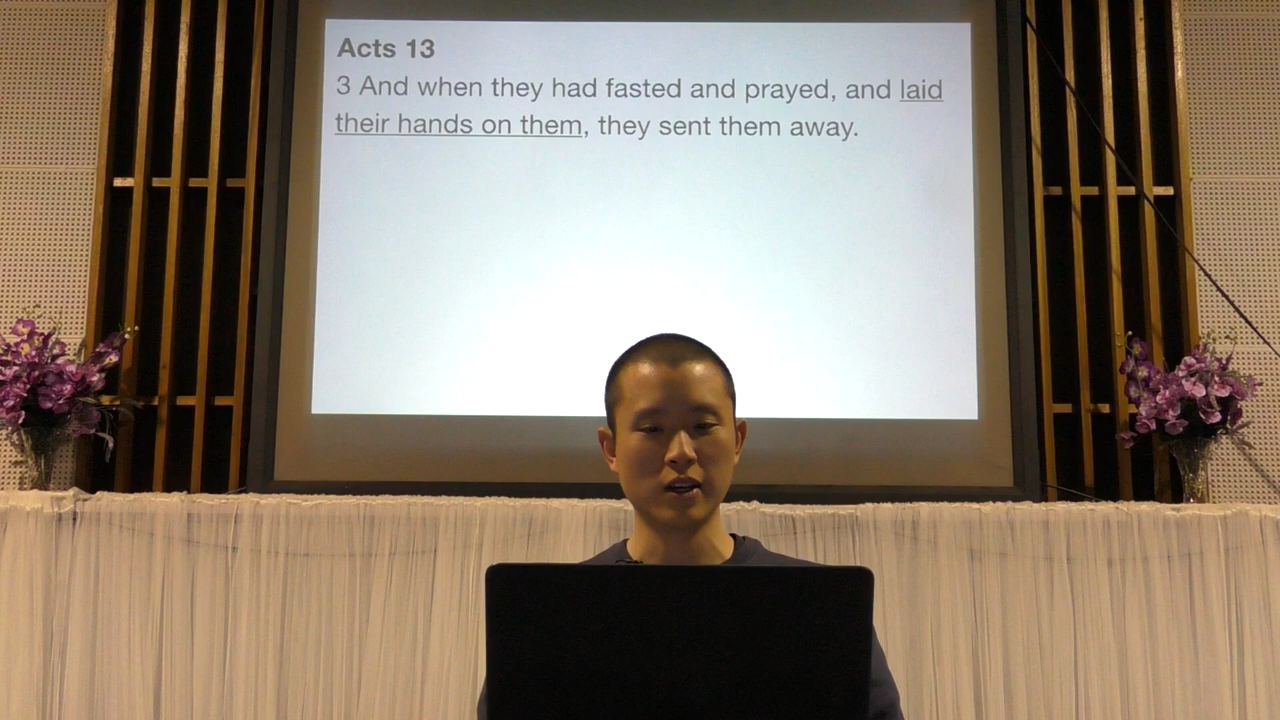 Acts 13
3 And when they had fasted and prayed, and laid
their hands on them, they sent them away.